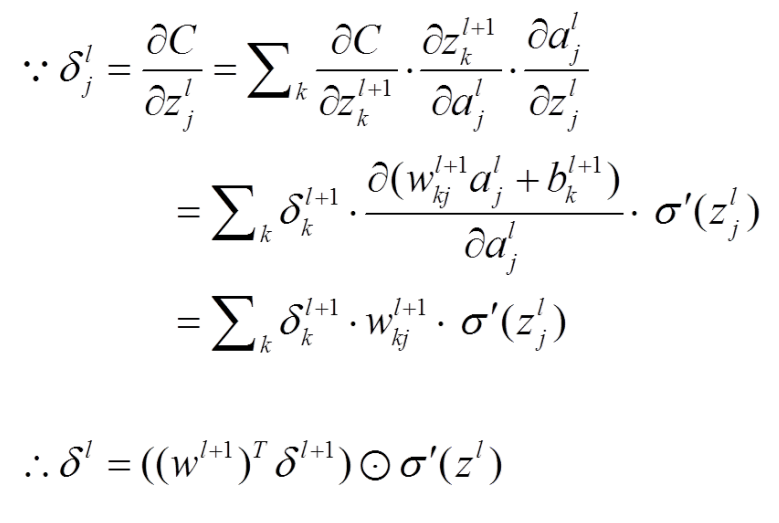 ∵ δ_j^l = ∂C/∂z_j^l = ∑_k ∂C/∂z_k^{l+1} · ∂z_k^{l+1}/∂a_j^l · ∂a_j^l/∂z_j^l
= ∑_k δ_k^{l+1} · ∂(w_{kj}^{l+1} a_j^l + b_k^{l+1})/∂a_j^l · σ′(z_j^l)
= ∑_k δ_k^{l+1} · w_{kj}^{l+1} · σ′(z_j^l)
∴ δ^l = ((w^{l+1})^T δ^{l+1}) ⊙ σ′(z^l)